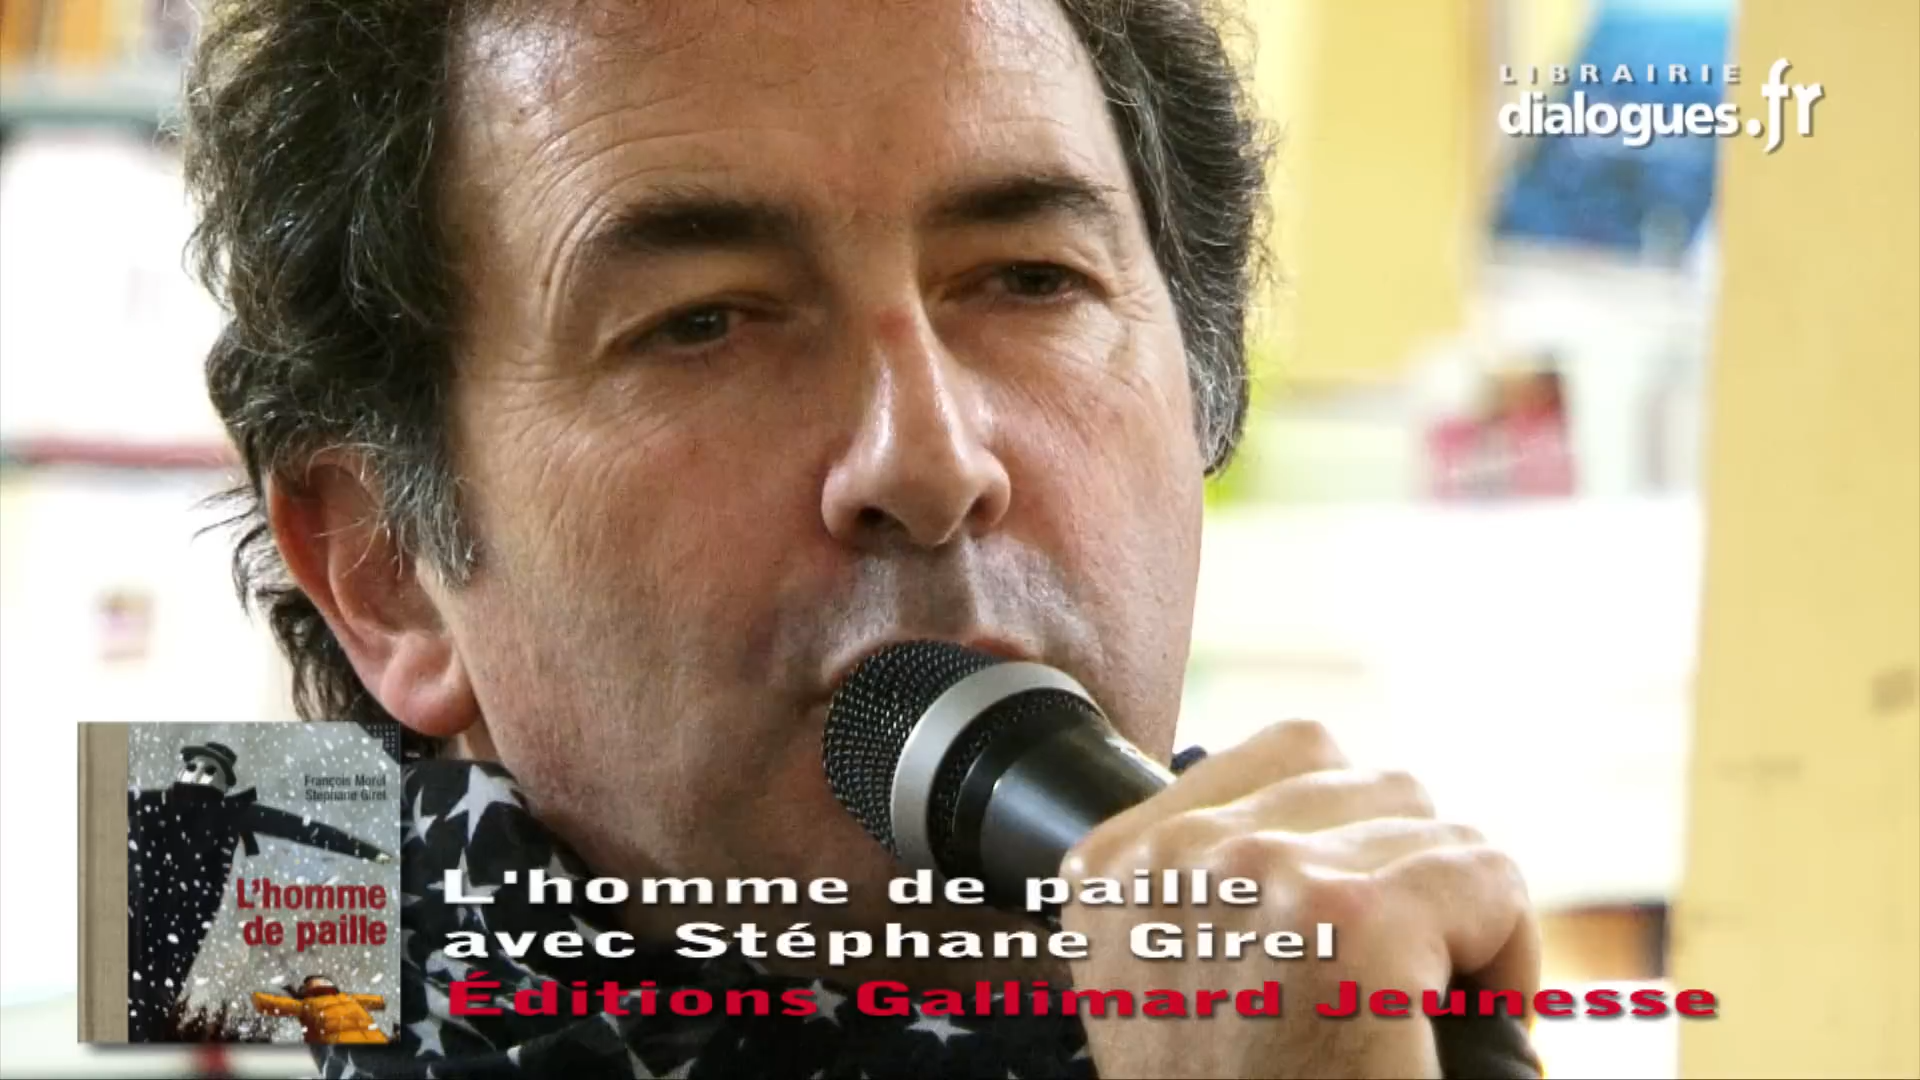 LIBRAIRIE
dialogues.fr
François Morel
Stéphane Girel
L'homme
de paille
L'homme de paille
avec Stéphane Girel
Éditions Gallimard Jeunesse